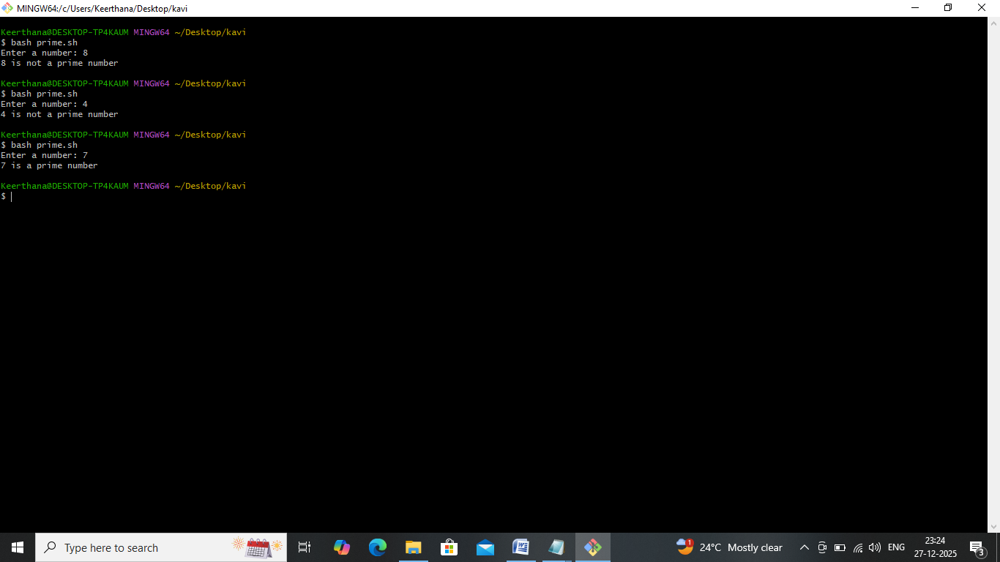 MINGW64:/c/Users/Keerthana/Desktop/kavi
Keerthana@DESKTOP-TP4KAUM MINGW64 ~/Desktop/kavi
$ bash prime.sh
Enter a number: 8
8 is not a prime number
Keerthana@DESKTOP-TP4KAUM MINGW64 ~/Desktop/kavi
$ bash prime.sh
Enter a number: 4
4 is not a prime number
Keerthana@DESKTOP-TP4KAUM MINGW64 ~/Desktop/kavi
$ bash prime.sh
Enter a number: 7
7 is a prime number
Keerthana@DESKTOP-TP4KAUM MINGW64 ~/Desktop/kavi
$
Type here to search
1
24°C Mostly clear
ENG
23:24
27-12-2025
3